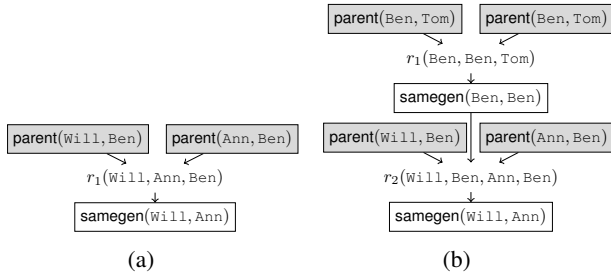 parent(Ben, Tom) parent(Ben, Tom)
r₁(Ben, Ben, Tom)
samegen(Ben, Ben)
parent(Will, Ben) parent(Ann, Ben) parent(Will, Ben) parent(Ann, Ben)
r₁(Will, Ann, Ben) r₂(Will, Ben, Ann, Ben)
samegen(Will, Ann) samegen(Will, Ann)
(a) (b)